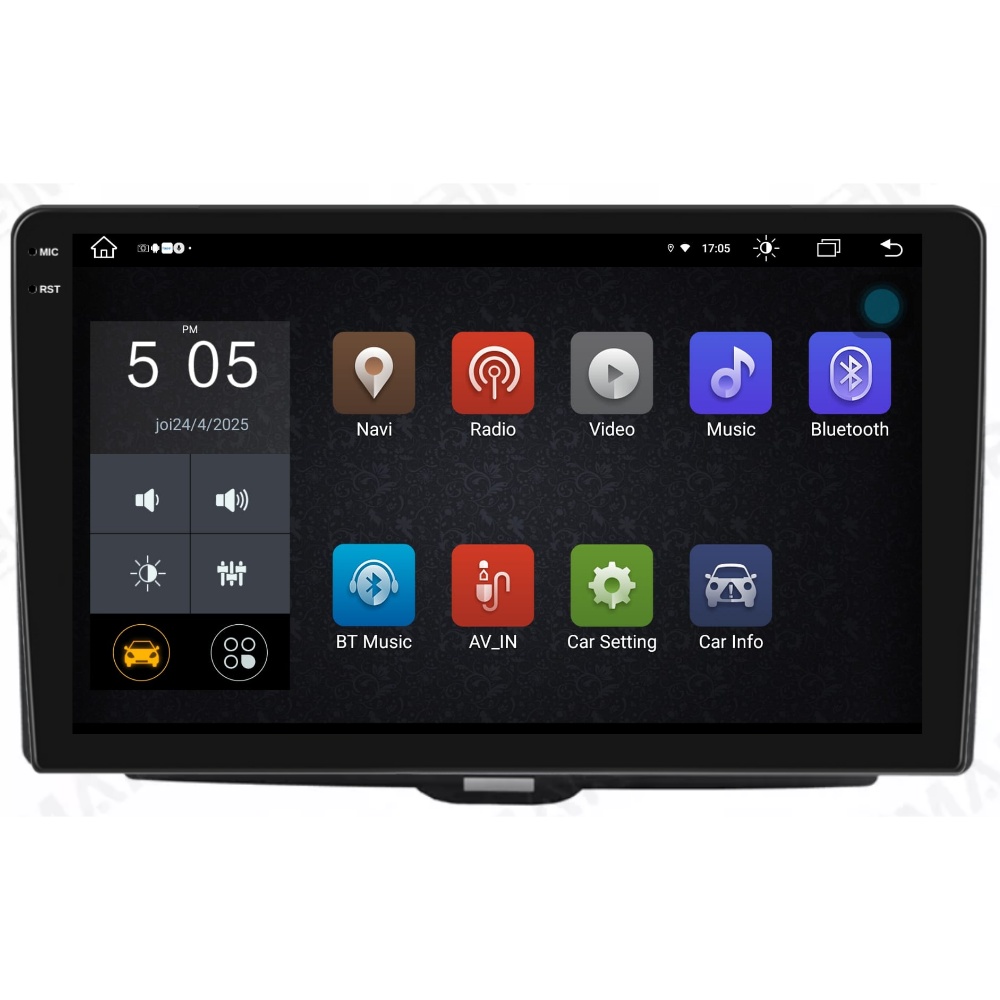 MIC
RST
17:05
PM
5 05
joi24/4/2025
Navi
Radio
Video
Music
Bluetooth
BT Music
AV_IN
Car Setting
Car Info